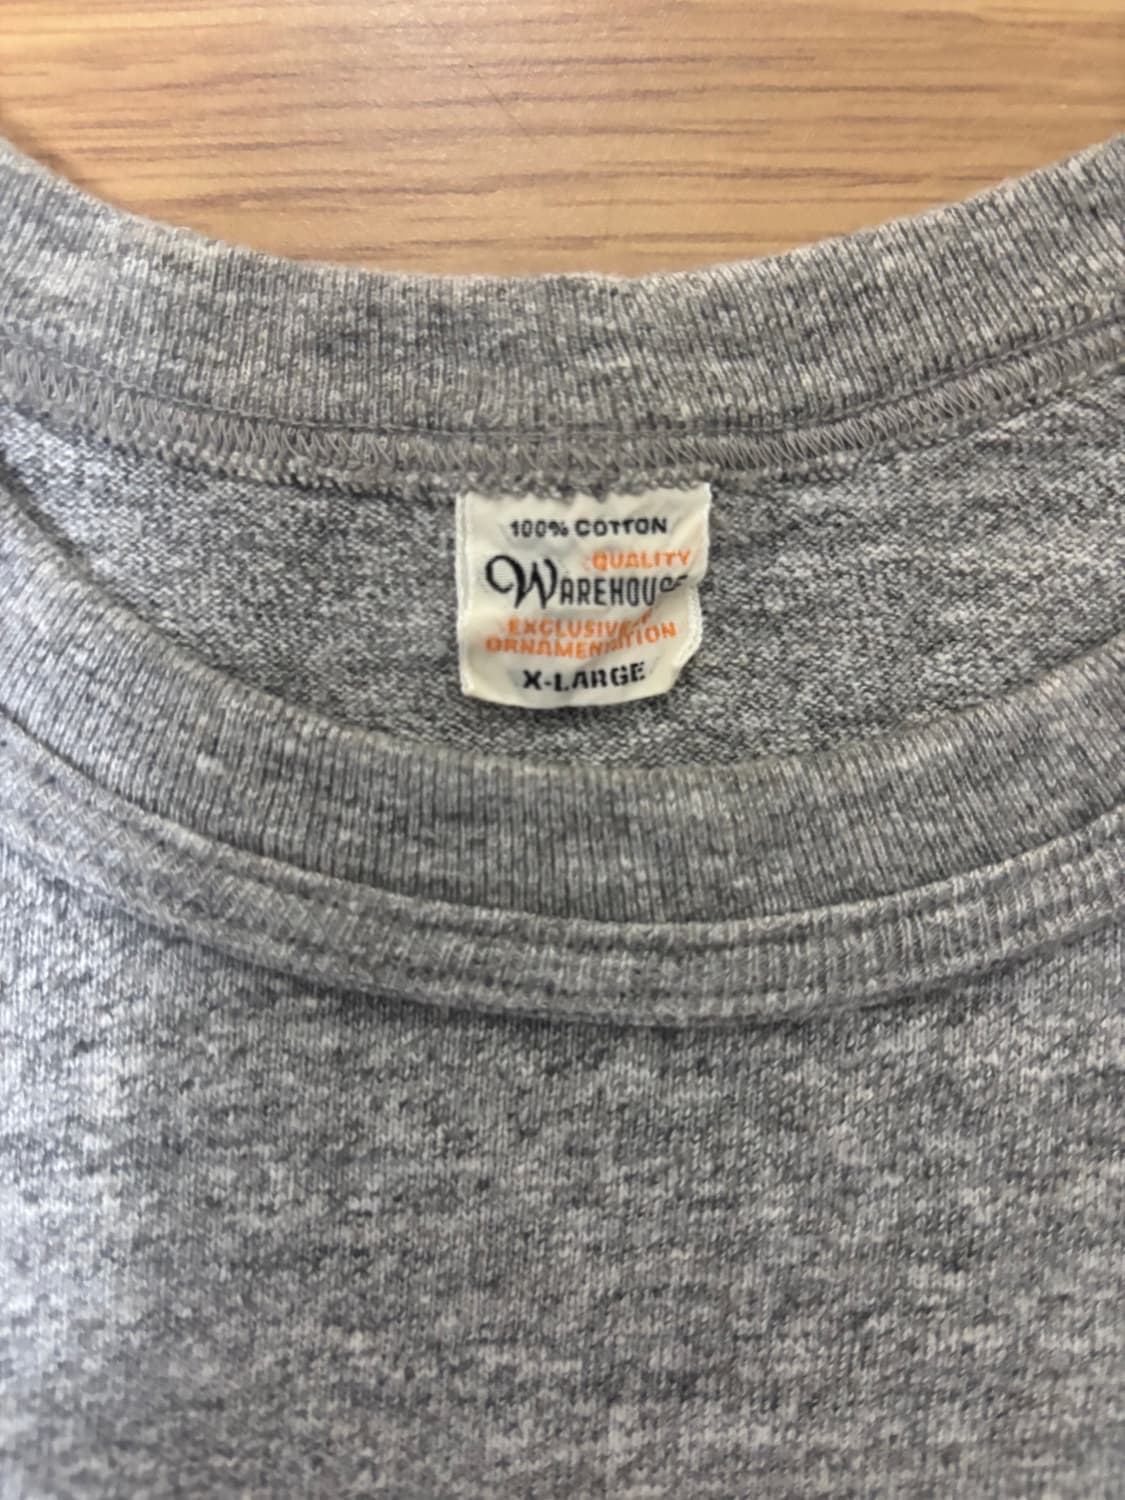 100% COTTON
QUALITY
WAREHOUSE
EXCLUSIVE
ORNAMENTATION
X-LARGE